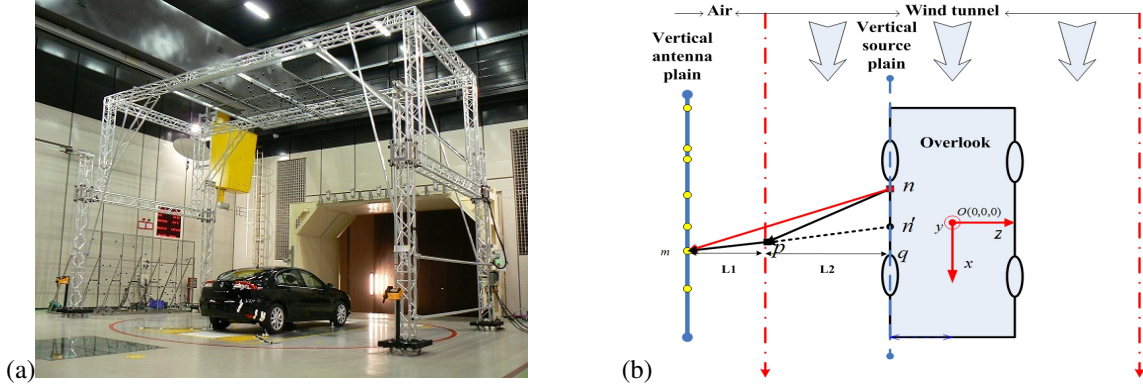 (a)
(b)
Air
Wind tunnel
Vertical
antenna
plain
Vertical
source
plain
Overlook
n
O(0,0,0)
n'
y
z
p
m
q
L1
L2
x